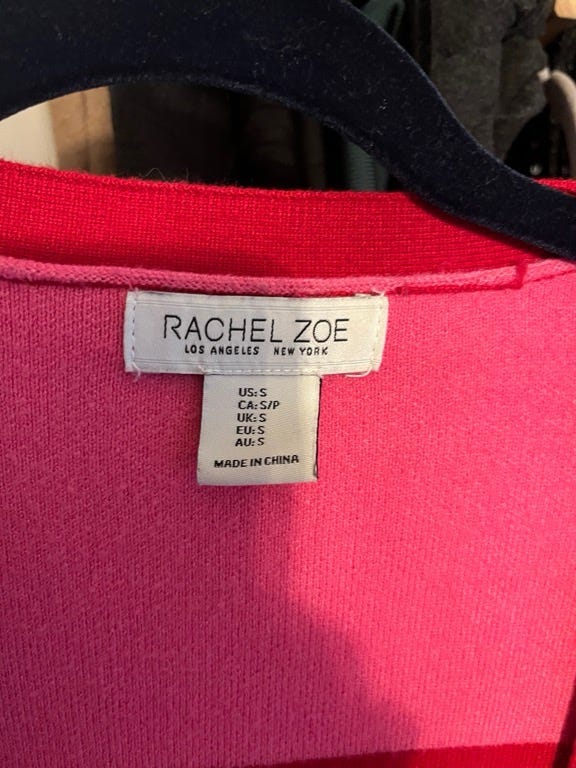 RACHEL ZOE
LOS ANGELES NEW YORK
US: S
CA: S/P
UK: S
EU: S
AU: S
MADE IN CHINA